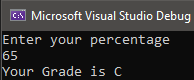 Microsoft Visual Studio Debug
Enter your percentage
65
Your Grade is C